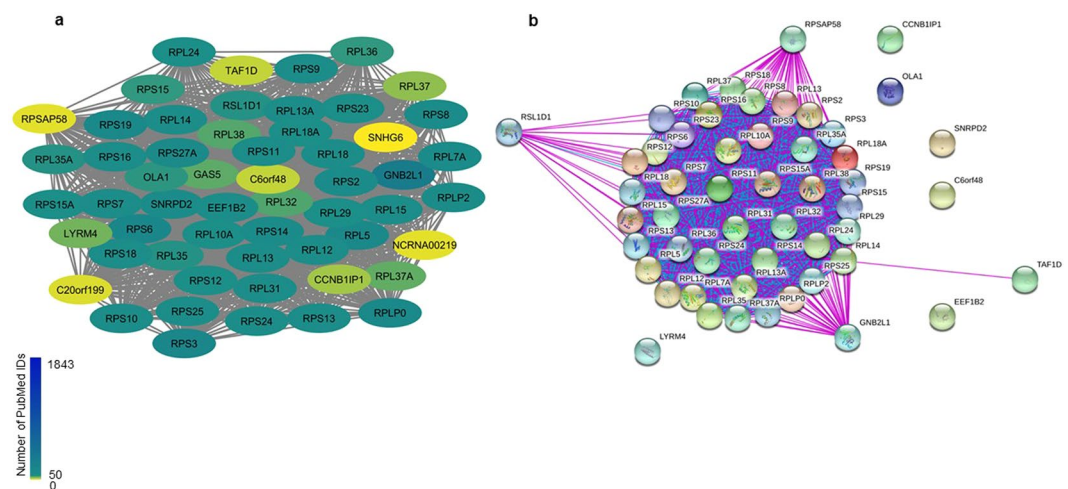 a
RPL24
RPL36
TAF1D
RPS9
RPL37
RPS15
RSL1D1
RPL13A
RPS23
RPS8
RPSAP58
RPS19
RPL14
RPL38
RPL18A
SNHG6
RPL35A
RPS16
RPS27A
RPS11
RPL18
RPL7A
OLA1
GAS5
C6orf48
RPS2
GNB2L1
RPS15A
RPS7
SNRPD2
EEF1B2
RPL32
RPL29
RPL15
RPLP2
LYRM4
RPS6
RPL10A
RPS14
RPL5
NCRNA00219
RPS18
RPL35
RPL13
RPL12
C20orf199
RPS12
RPL31
CCNB1IP1
RPL37A
RPS10
RPS25
RPS24
RPS13
RPLP0
RPS3
Number of PubMed IDs
1843
50
0
b
RPSAP58
CCNB1IP1
OLA1
RPL37
RPS18
RPS8
RPL13
RPS10
RPS16
RPS2
RSL1D1
RPS23
RPS3
RPS6
RPL10A
RPS9
RPL35A
SNRPD2
RPS12
RPL18A
RPS7
RPS15A
RPS19
RPL18
RPS11
RPL38
C6orf48
RPS27A
RPS15
RPL15
RPL31
RPL32
RPL29
RPS13
RPL36
RPL24
RPS24
RPS14
RPL14
RPL5
RPS25
TAF1D
RPL12
RPL7A
RPL13A
RPLP2
RPL35
RPL37A
RPLP0
EEF1B2
GNB2L1
LYRM4